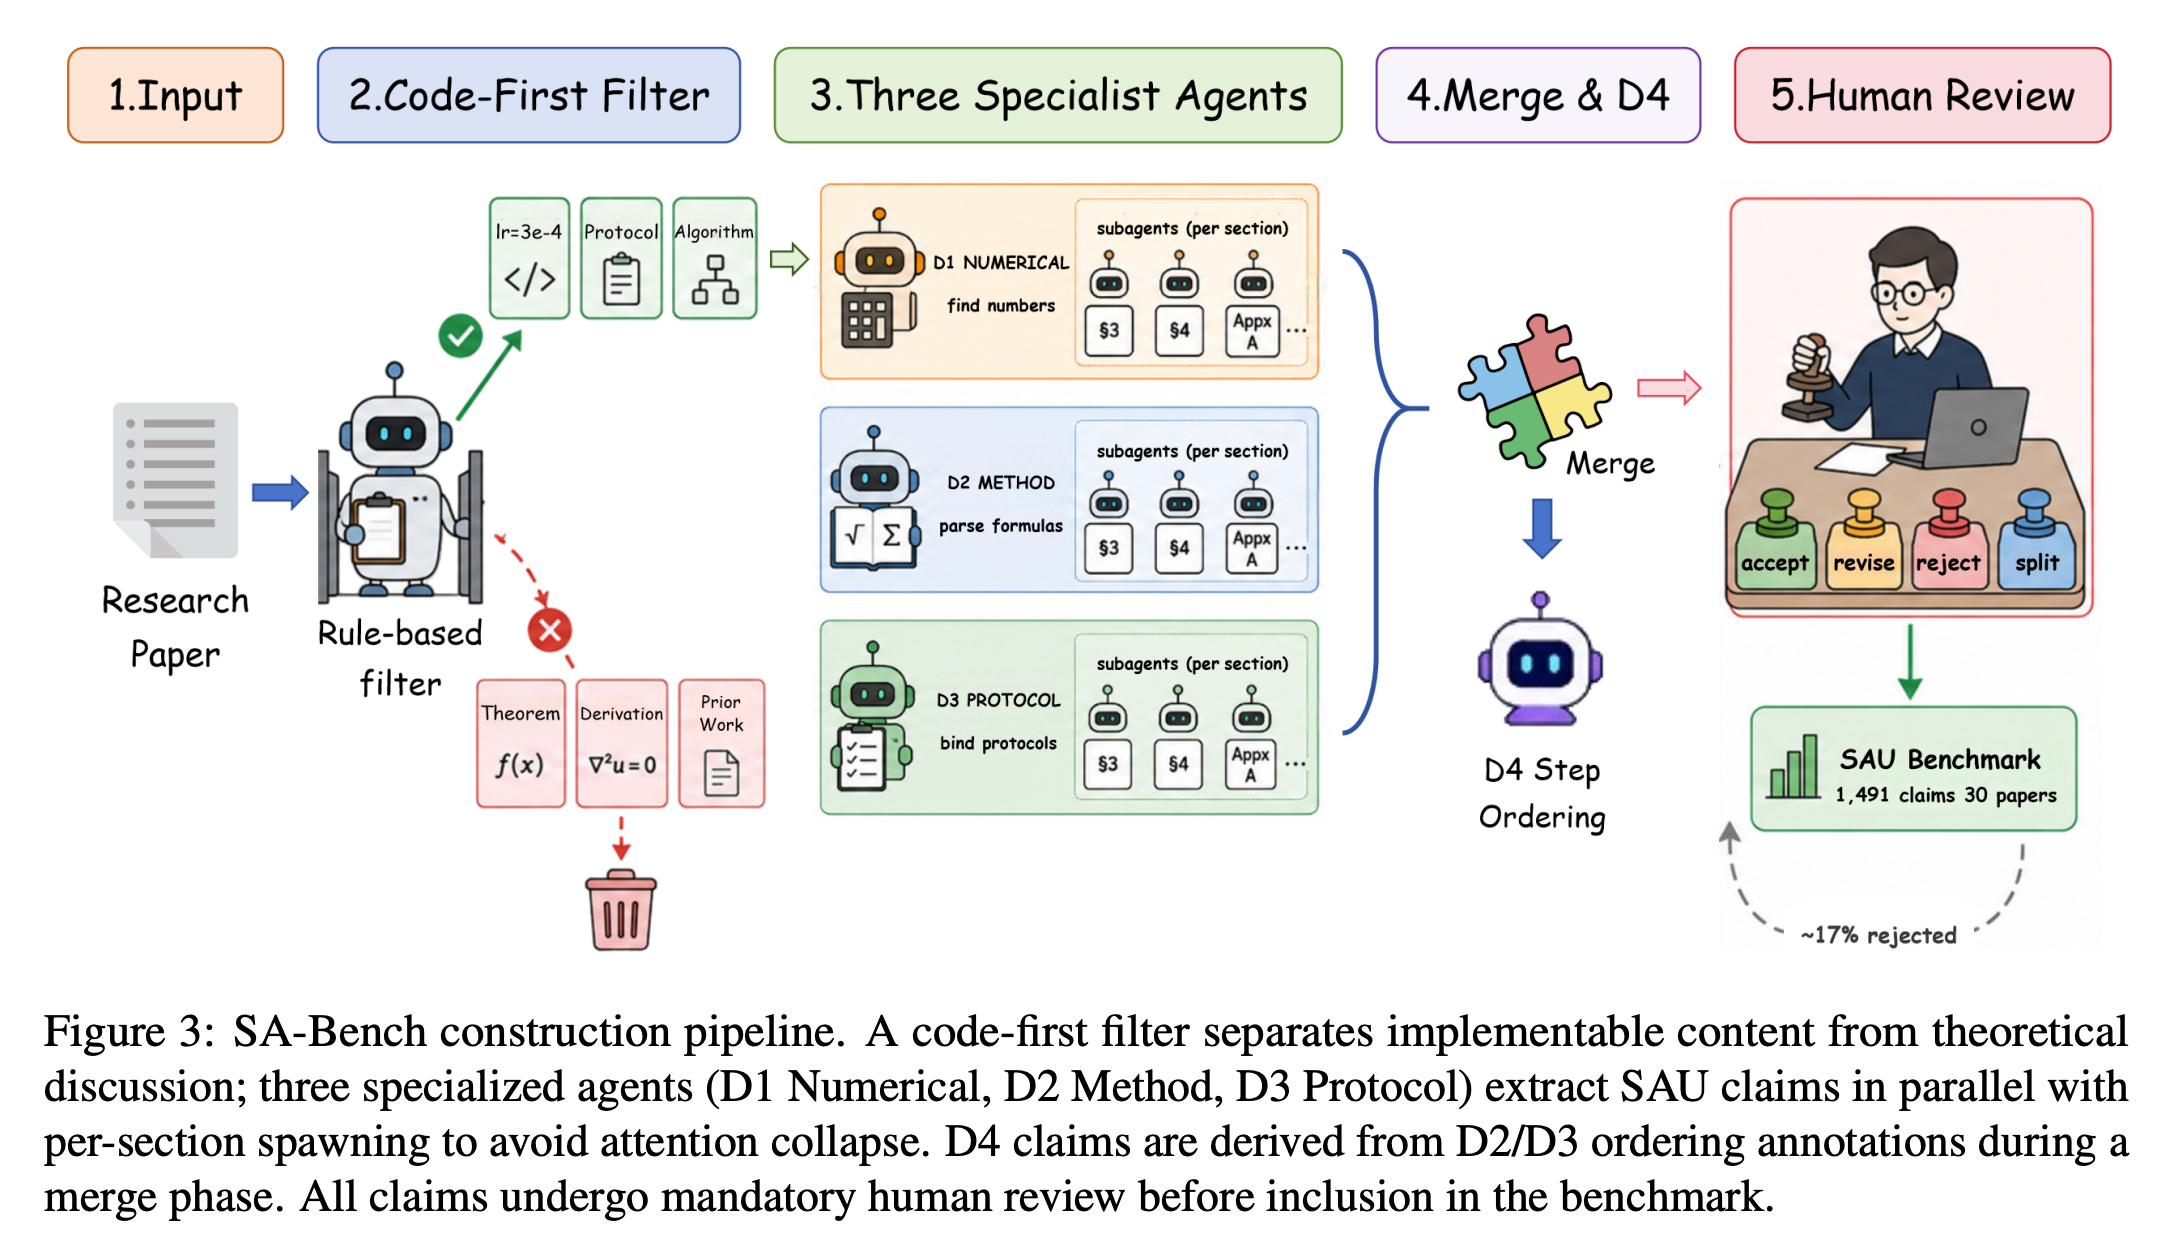 1.Input
2.Code-First Filter
3.Three Specialist Agents
4.Merge & D4
5.Human Review
Research
Paper
Rule-based
filter
lr=3e-4
</>
Protocol
Algorithm
Theorem
f(x)
Derivation
∇²u=0
Prior
Work
D1 NUMERICAL
find numbers
subagents (per section)
§3
§4
Appx
A
...
D2 METHOD
parse formulas
√ Σ
subagents (per section)
§3
§4
Appx
A
...
D3 PROTOCOL
bind protocols
subagents (per section)
§3
§4
Appx
A
...
Merge
D4 Step
Ordering
accept
revise
reject
split
SAU Benchmark
1,491 claims 30 papers
~17% rejected
Figure 3: SA-Bench construction pipeline. A code-first filter separates implementable content from theoretical
discussion; three specialized agents (D1 Numerical, D2 Method, D3 Protocol) extract SAU claims in parallel with
per-section spawning to avoid attention collapse. D4 claims are derived from D2/D3 ordering annotations during a
merge phase. All claims undergo mandatory human review before inclusion in the benchmark.